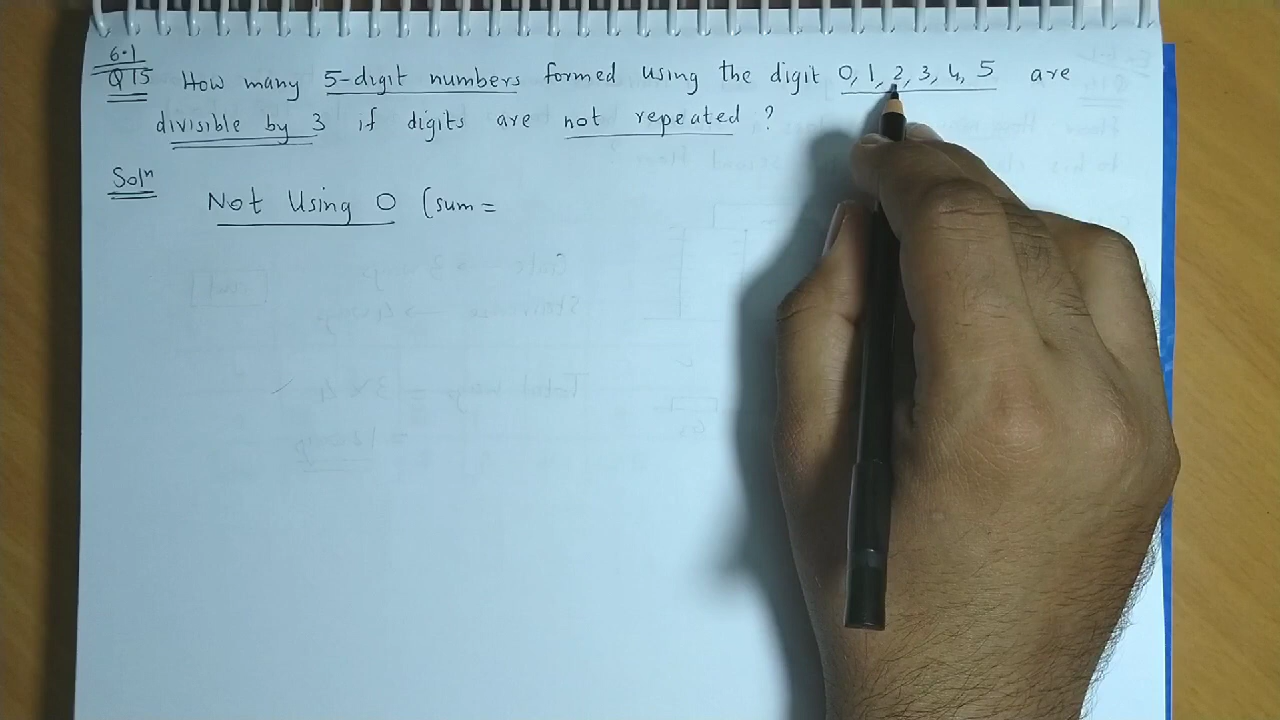 6.1
Q 15 How many 5-digit numbers formed using the digit 0, 1, 2, 3, 4, 5 are
divisible by 3 if digits are not repeated ?
Solⁿ
Not Using 0 (sum =